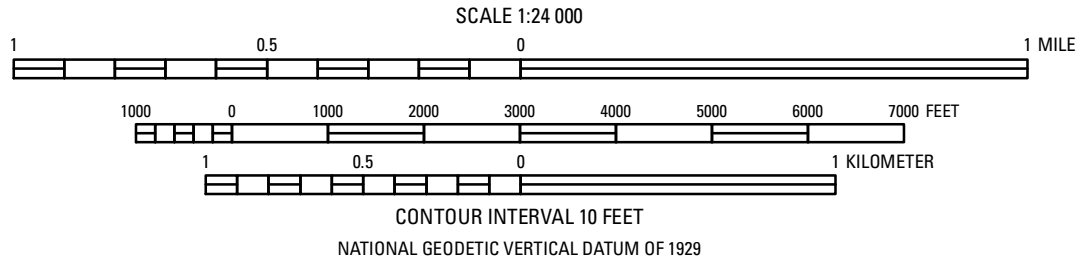 SCALE 1:24 000
1 0.5 0 1 MILE
1000 0 1000 2000 3000 4000 5000 6000 7000 FEET
1 0.5 0 1 KILOMETER
CONTOUR INTERVAL 10 FEET
NATIONAL GEODETIC VERTICAL DATUM OF 1929